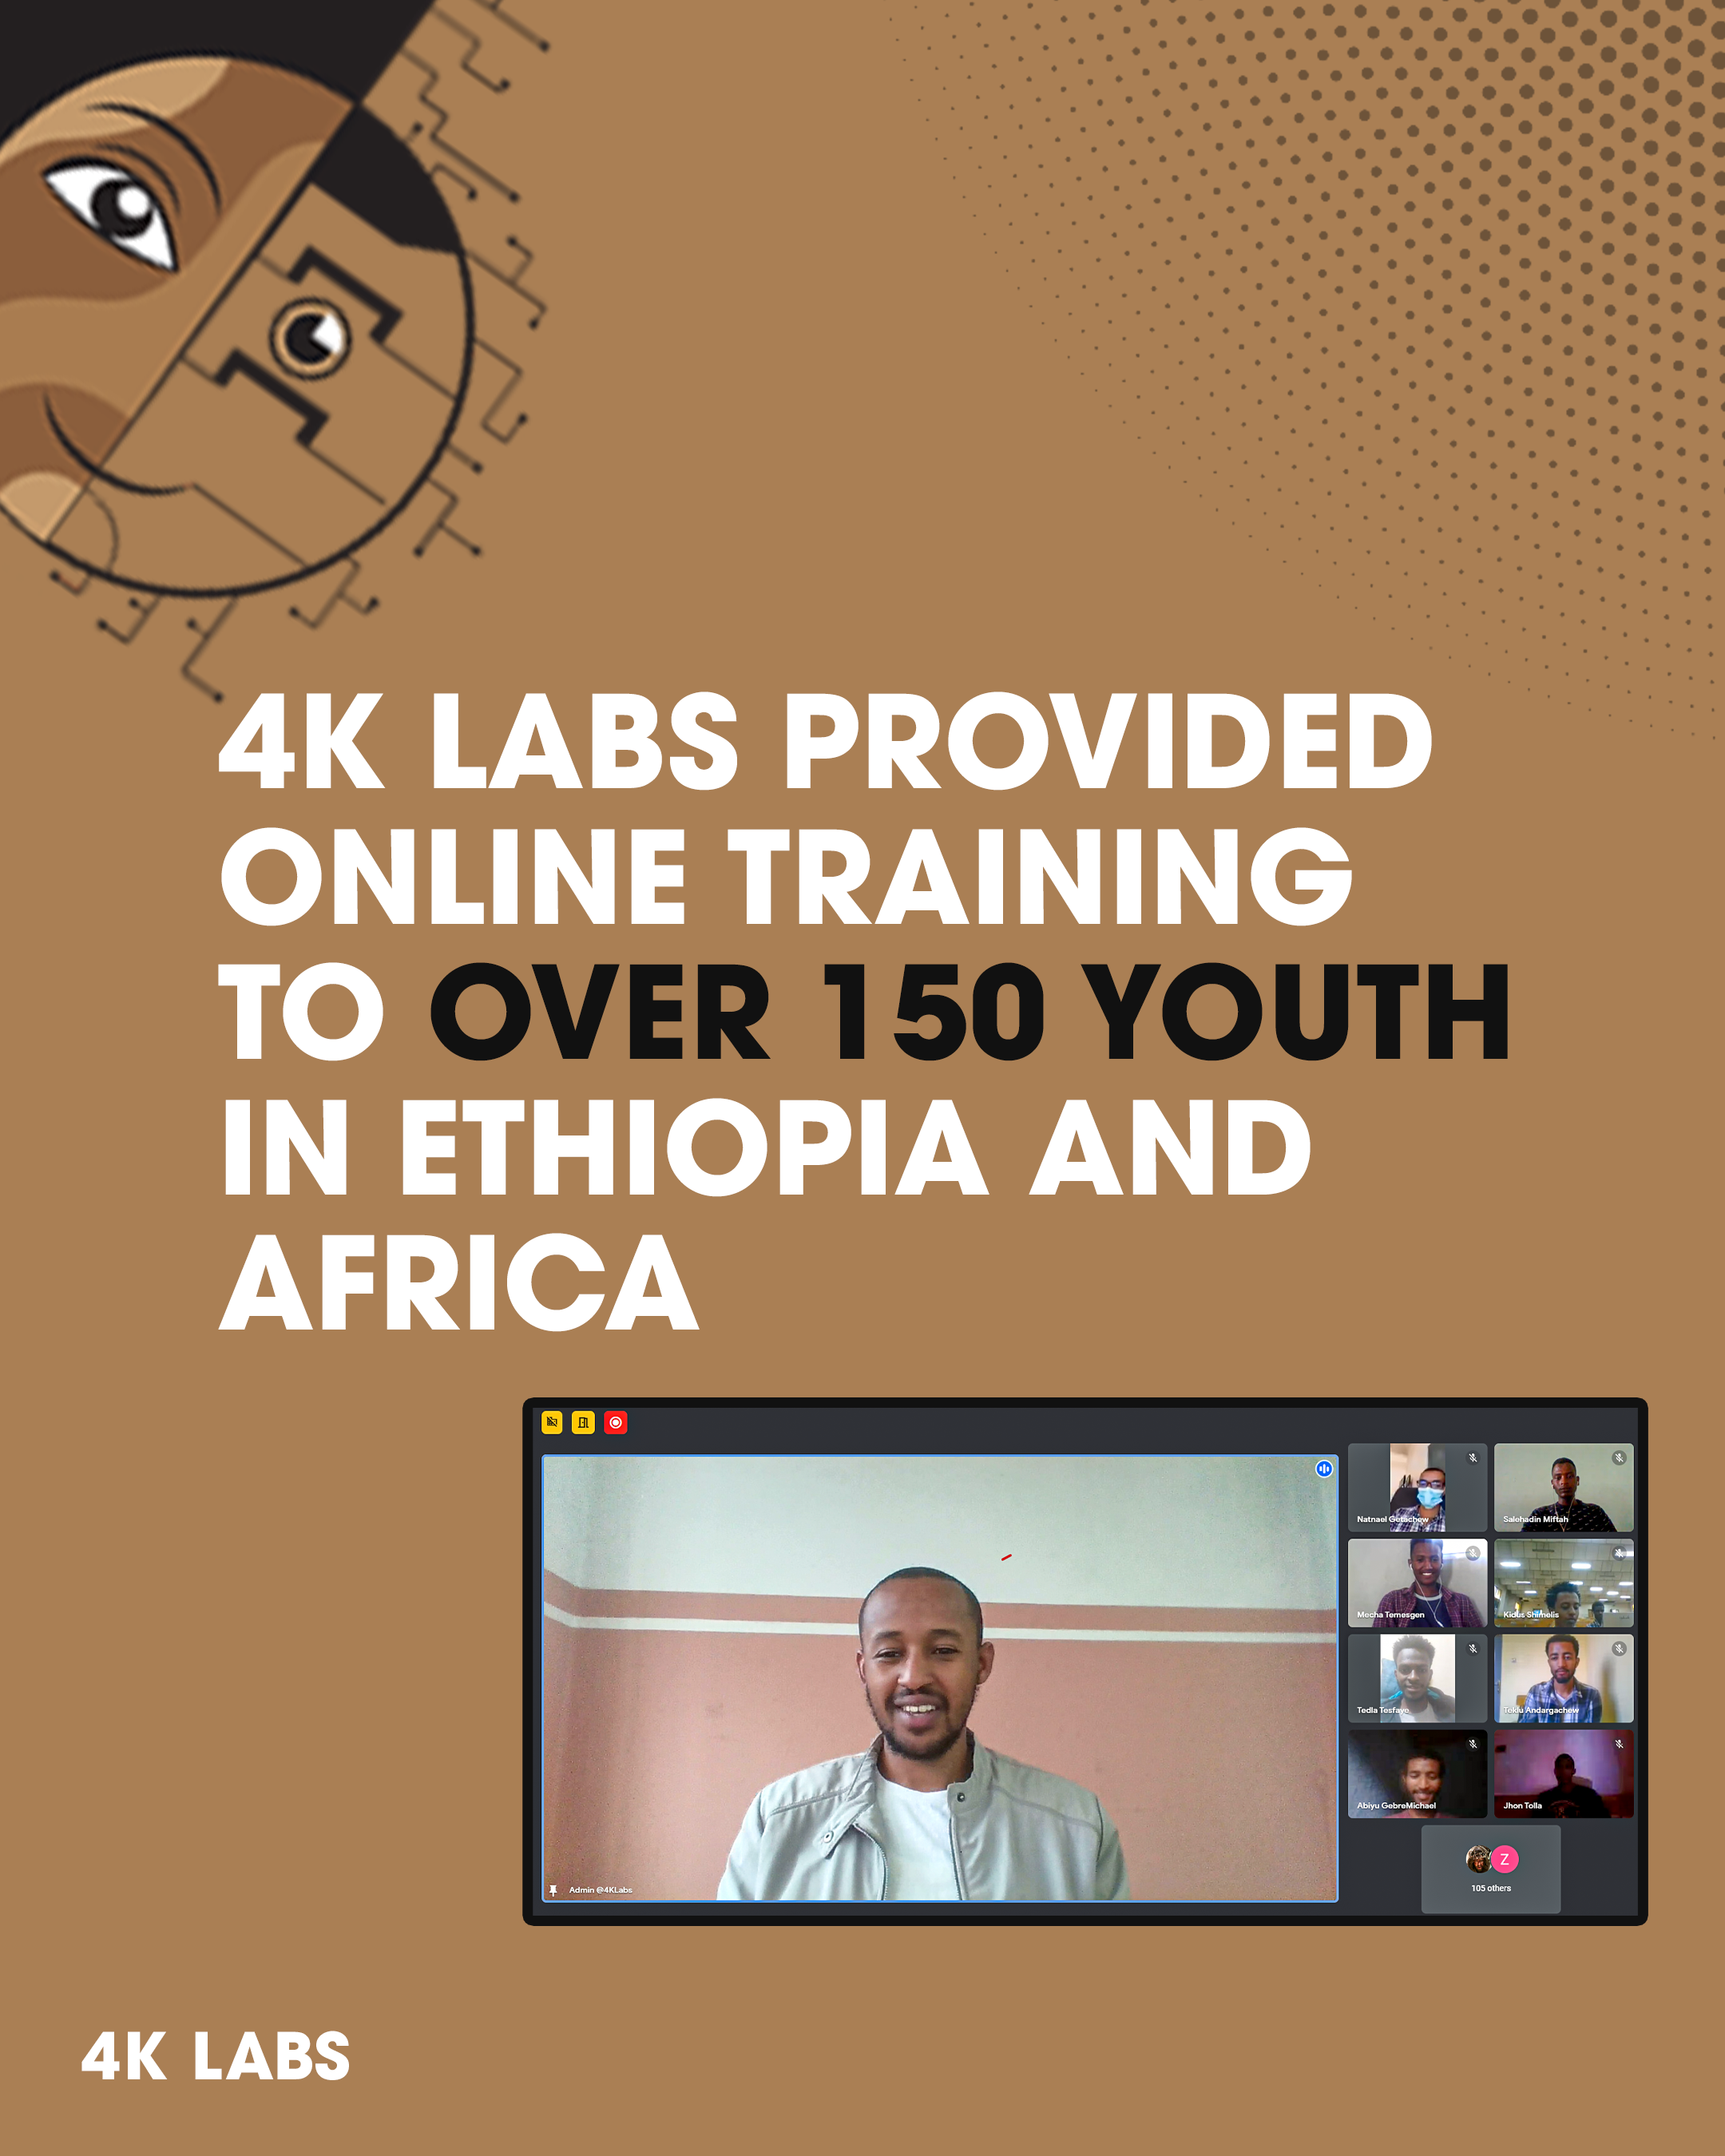 4K LABS PROVIDED
ONLINE TRAINING
TO OVER 150 YOUTH
IN ETHIOPIA AND
AFRICA
Natnael Getachew
Salehadin Miftah
Mecha Temesgen
Kidus Shimelis
Tedla Tesfaye
Teklu Andargachew
Abiyu GebreMichael
Jhon Tolla
Z
105 others
Admin @4KLabs
4K LABS